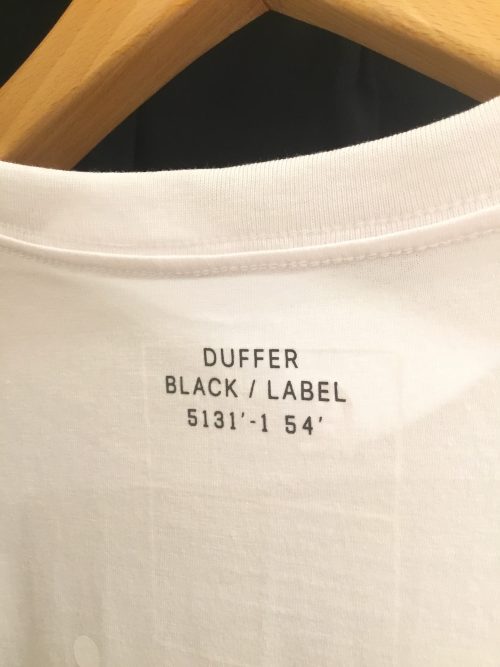 DUFFER
BLACK / LABEL
5131′-1 54′